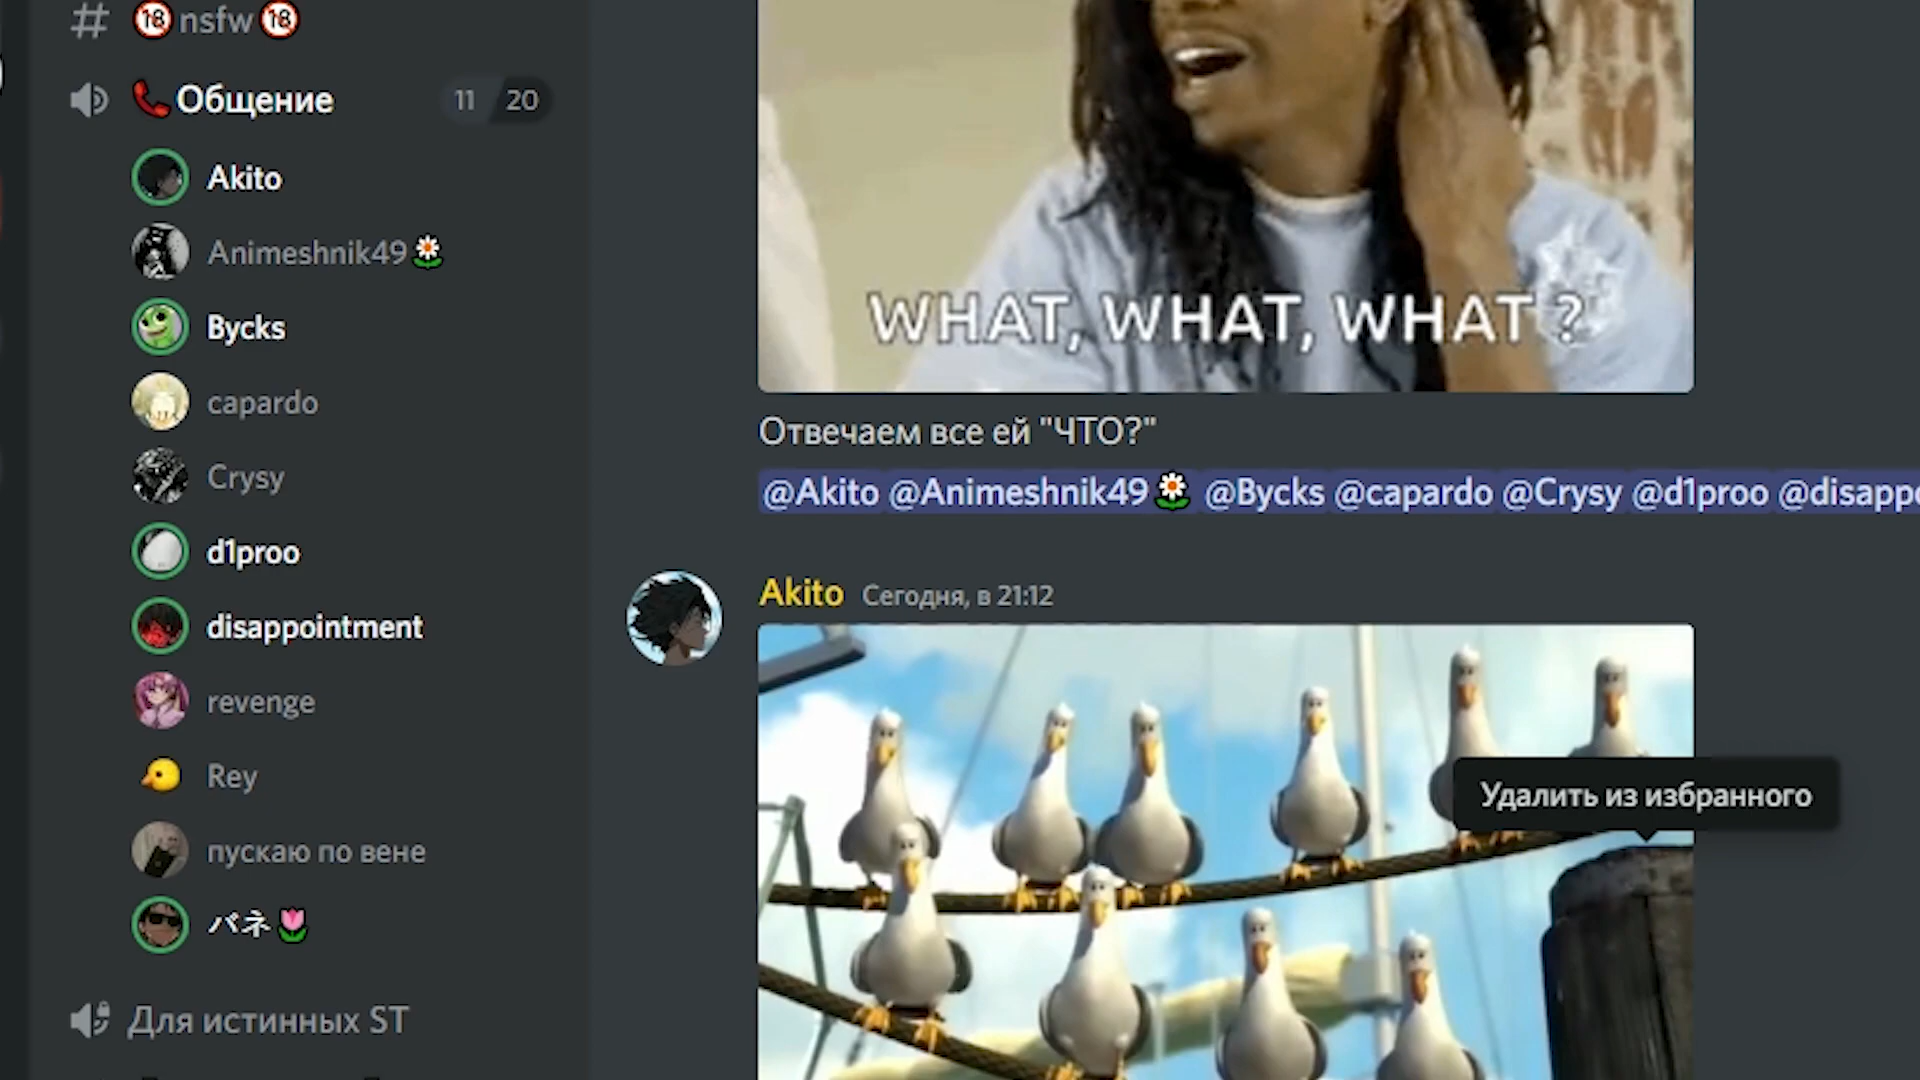 # 🔞nsfw🔞
📞Общение 11 20
Akito
Animeshnik49🌼
Bycks
capardo
Crysy
d1proo
disappointment
revenge
Rey
пускаю по вене
バネ🌷
Для истинных ST
WHAT, WHAT, WHAT ?
Отвечаем все ей "ЧТО?"
@Akito @Animeshnik49🌼 @Bycks @capardo @Crysy @d1proo @disappo
Akito Сегодня, в 21:12
Удалить из избранного